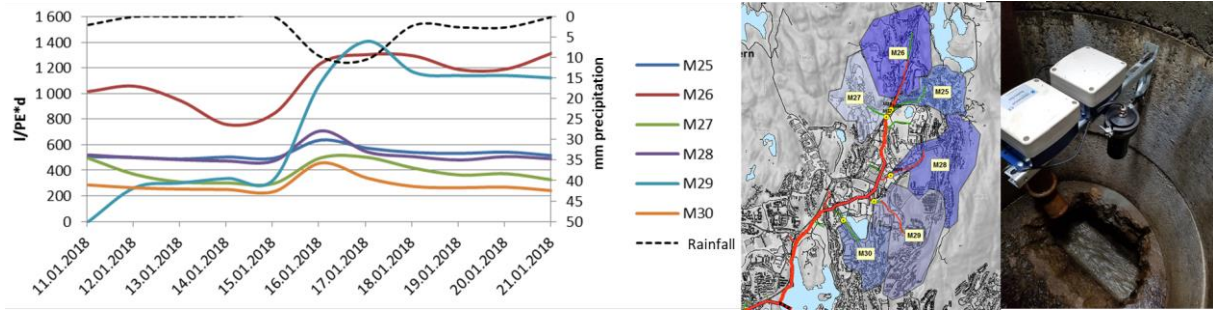 1 600
1 400
1 200
1 000
800
600
400
200
0
l/PE*d
0
5
10
15
20
25
30
35
40
45
50
mm precipitation
11.01.2018
12.01.2018
13.01.2018
14.01.2018
15.01.2018
16.01.2018
17.01.2018
18.01.2018
19.01.2018
20.01.2018
21.01.2018
M25
M26
M27
M28
M29
M30
Rainfall
ern
M26
M25
M27
M28
M29
M30